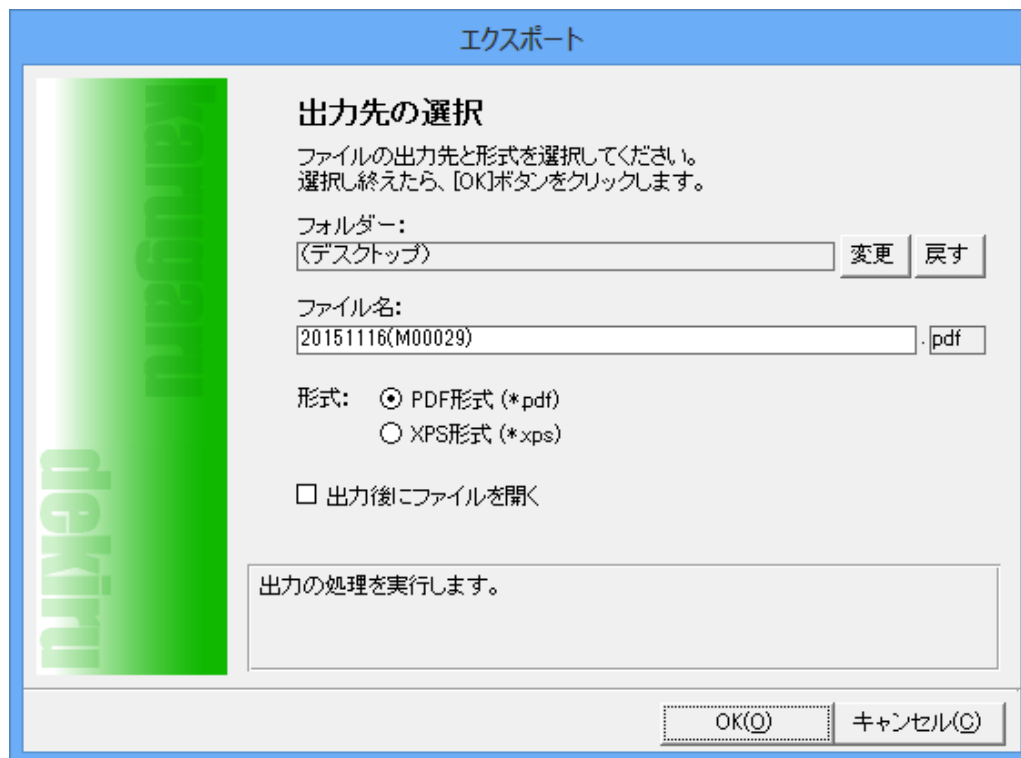 エクスポート
karugaru
dekiru
出力先の選択
ファイルの出力先と形式を選択してください。
選択し終えたら、[OK]ボタンをクリックします。
フォルダー：
(デスクトップ) 変更 戻す
ファイル名：
20151116(M00029) . pdf
形式： PDF形式 (*.pdf)
XPS形式 (*.xps)
出力後にファイルを開く
出力の処理を実行します。
OK(O) キャンセル(C)